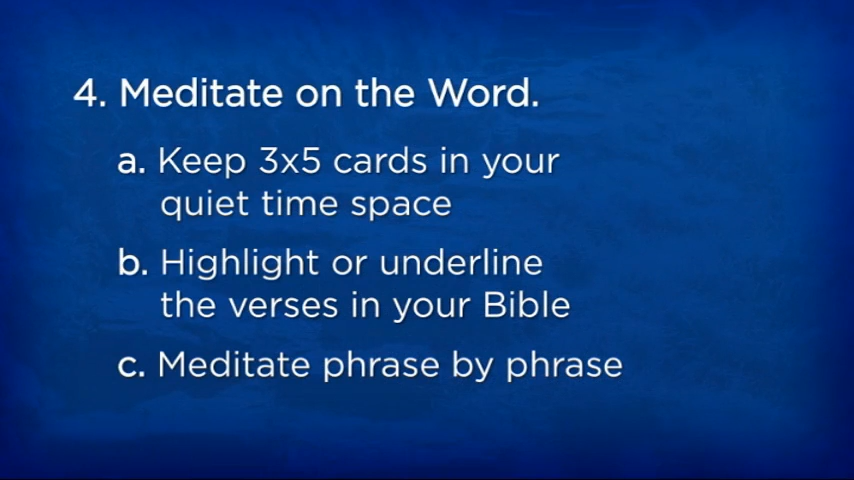 4. Meditate on the Word.
a. Keep 3x5 cards in your
quiet time space
b. Highlight or underline
the verses in your Bible
c. Meditate phrase by phrase